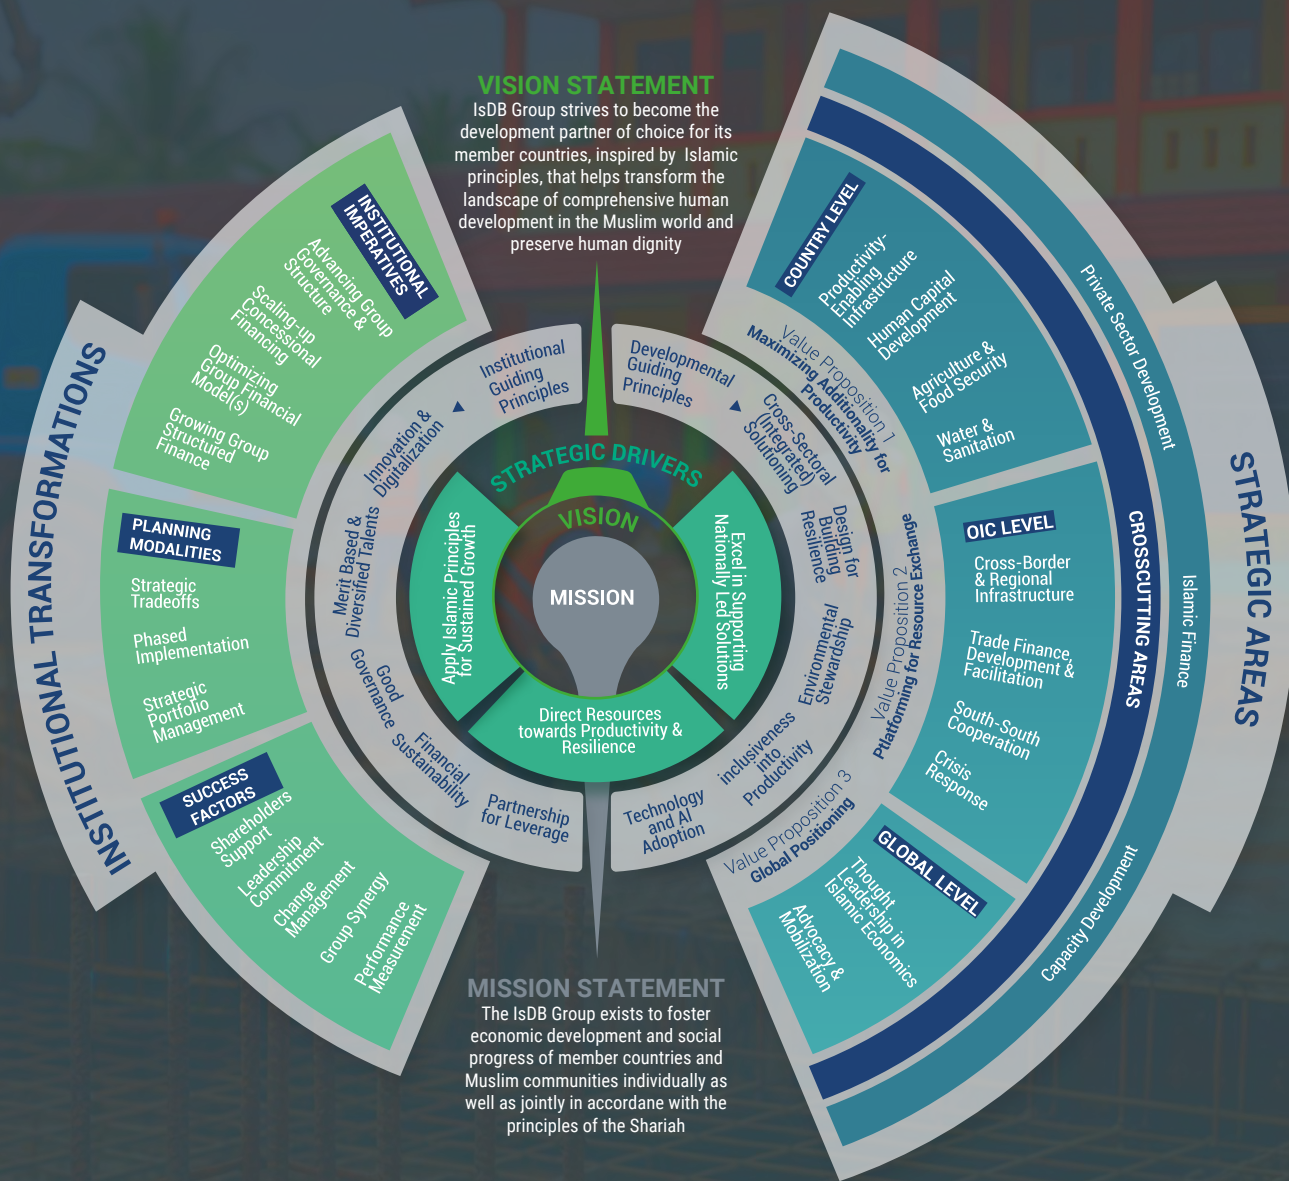 VISION STATEMENT
IsDB Group strives to become the
development partner of choice for its
member countries, inspired by Islamic
principles, that helps transform the
landscape of comprehensive human
development in the Muslim world and
preserve human dignity
INSTITUTIONAL TRANSFORMATIONS
INSTITUTIONAL
IMPERATIVES
Advancing Group
Governance &
Structure
Scaling-up
Concessional
Financing
Optimizing
Group Financial
Model(s)
Growing Group
Structured
Finance
PLANNING
MODALITIES
Strategic
Tradeoffs
Phased
Implementation
Strategic
Portfolio
Management
SUCCESS
FACTORS
Shareholders
Support
Leadership
Commitment
Change
Management
Group Synergy
Performance
Measurement
Institutional
Guiding
Principles
Innovation &
Digitalization
Merit Based &
Diversified Talents
Good
Governance
Financial
Sustainability
Partnership
for Leverage
STRATEGIC DRIVERS
VISION
MISSION
Apply Islamic Principles
for Sustained Growth
Excel in Supporting
Nationally Led Solutions
Direct Resources
towards Productivity &
Resilience
Developmental
Guiding
Principles
Cross-Sectoral
(Integrated)
Solutioning
Design for
Building
Resilience
Environmental
Stewardship
inclusiveness
into
Productivity
Technology
and AI
Adoption
Value Proposition 1
Maximizing Additionality for
Productivity
Value Proposition 2
Ptlatforming for Resource Exchange
Value Proposition 3
Global Positioning
COUNTRY LEVEL
Productivity-
Enabling
Infrastructure
Human Capital
Development
Agriculture &
Food Security
Water &
Sanitation
OIC LEVEL
Cross-Border
& Regional
Infrastructure
Trade Finance,
Development &
Facilitation
South-South
Cooperation
Crisis
Response
GLOBAL LEVEL
Thought
Leadership in
Islamic Economics
Advocacy &
Mobilization
CROSSCUTTING AREAS
Private Sector Development
Islamic Finance
Capacity Development
STRATEGIC AREAS
MISSION STATEMENT
The IsDB Group exists to foster
economic development and social
progress of member countries and
Muslim communities individually as
well as jointly in accordane with the
principles of the Shariah